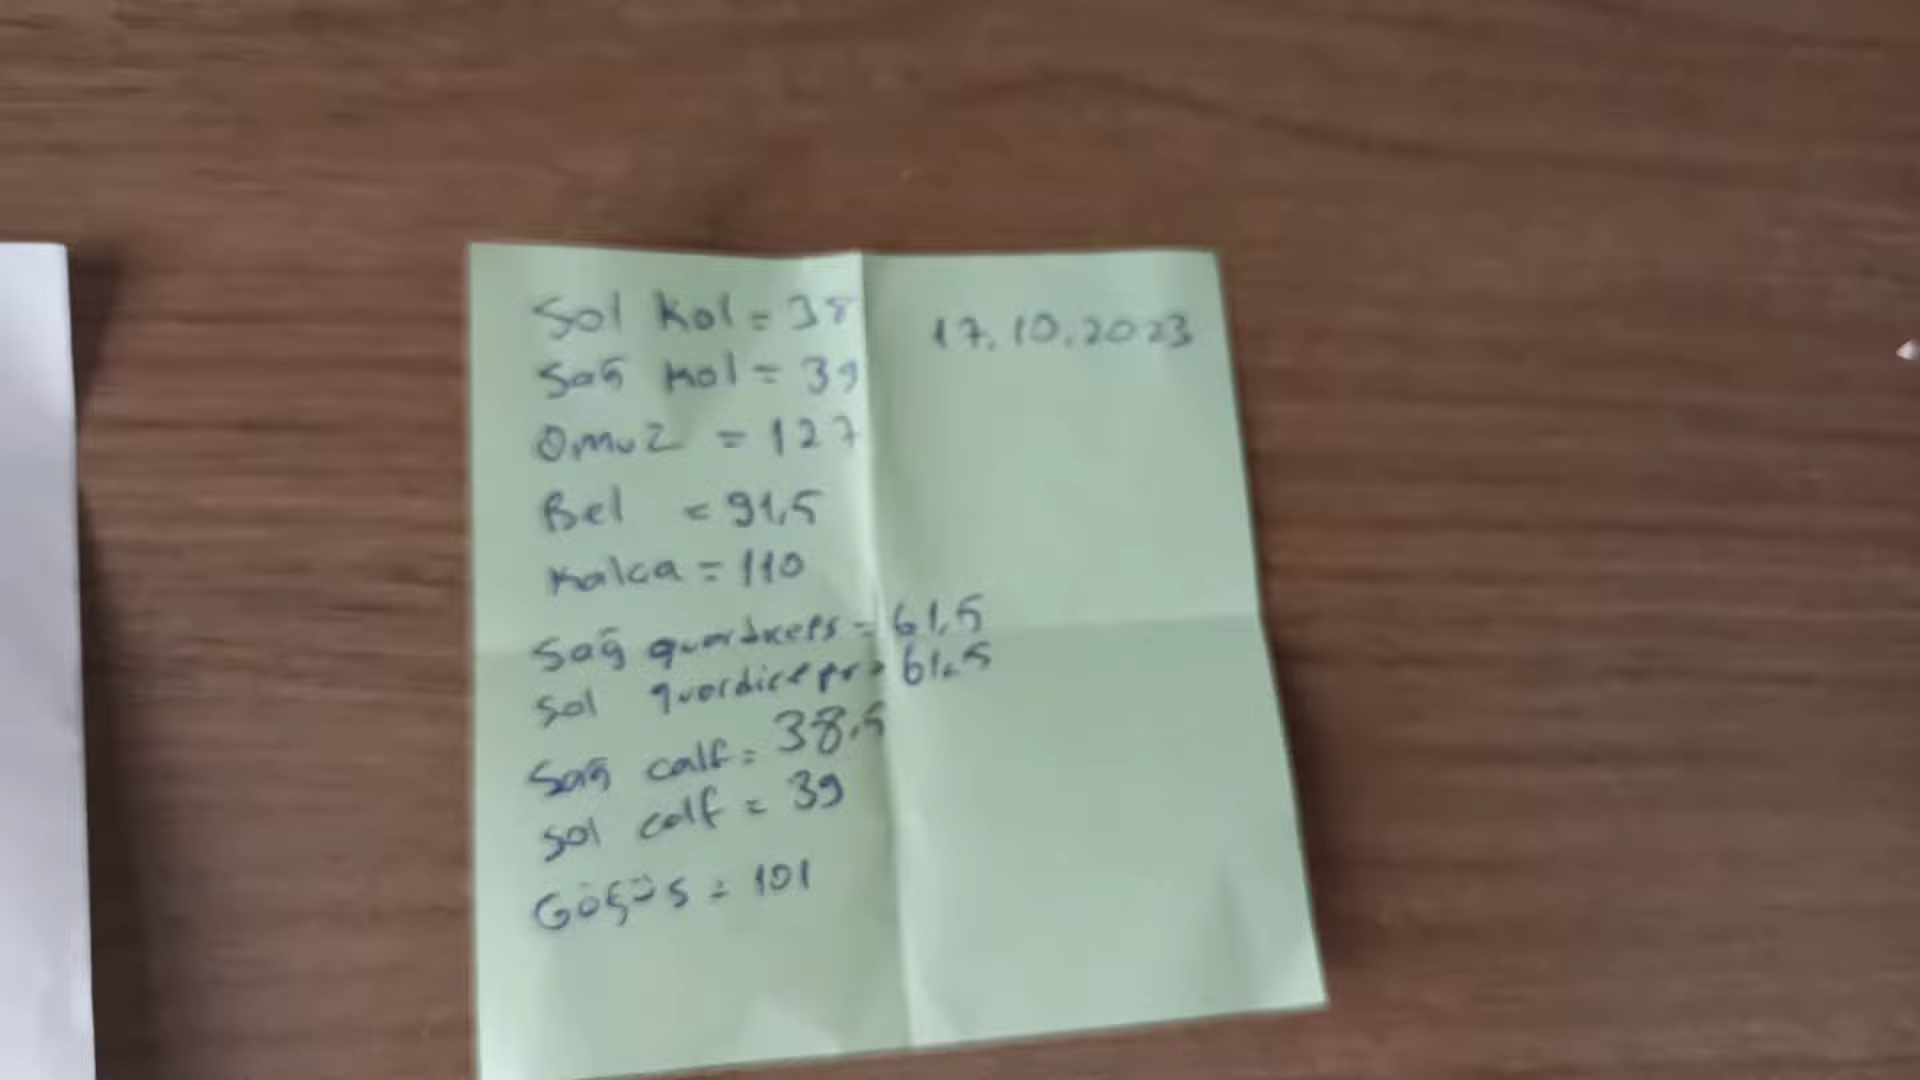 Sol Kol = 38
17.10.2023
Sağ Kol = 39
Omuz = 127
Bel = 91,5
Kalca = 110
Sağ quardiceps = 61,5
Sol quardiceps = 61,5
Sağ calf = 38,5
Sol calf = 39
Göğüs = 101